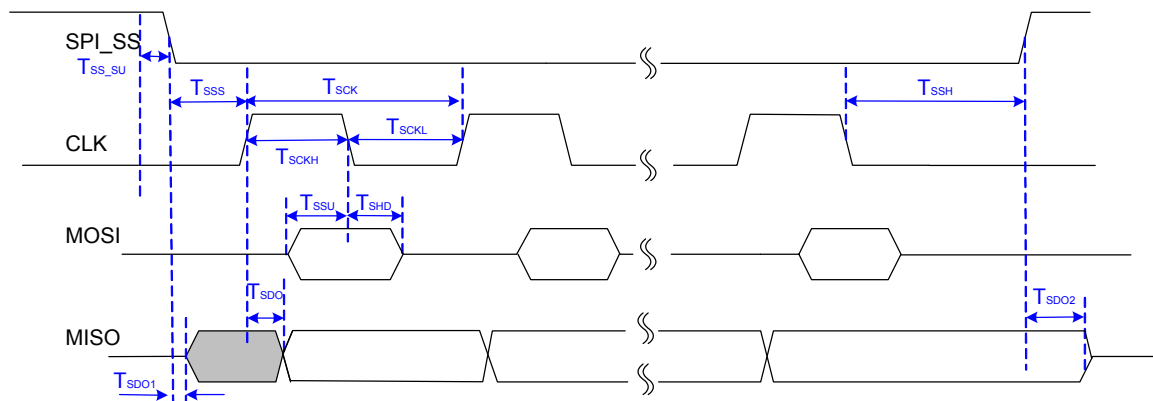 SPI_SS
TSS_SU
TSSS
TSCK
TSSH
CLK
TSCKH
TSCKL
TSSU
TSHD
MOSI
TSDO
TSDO2
MISO
TSDO1